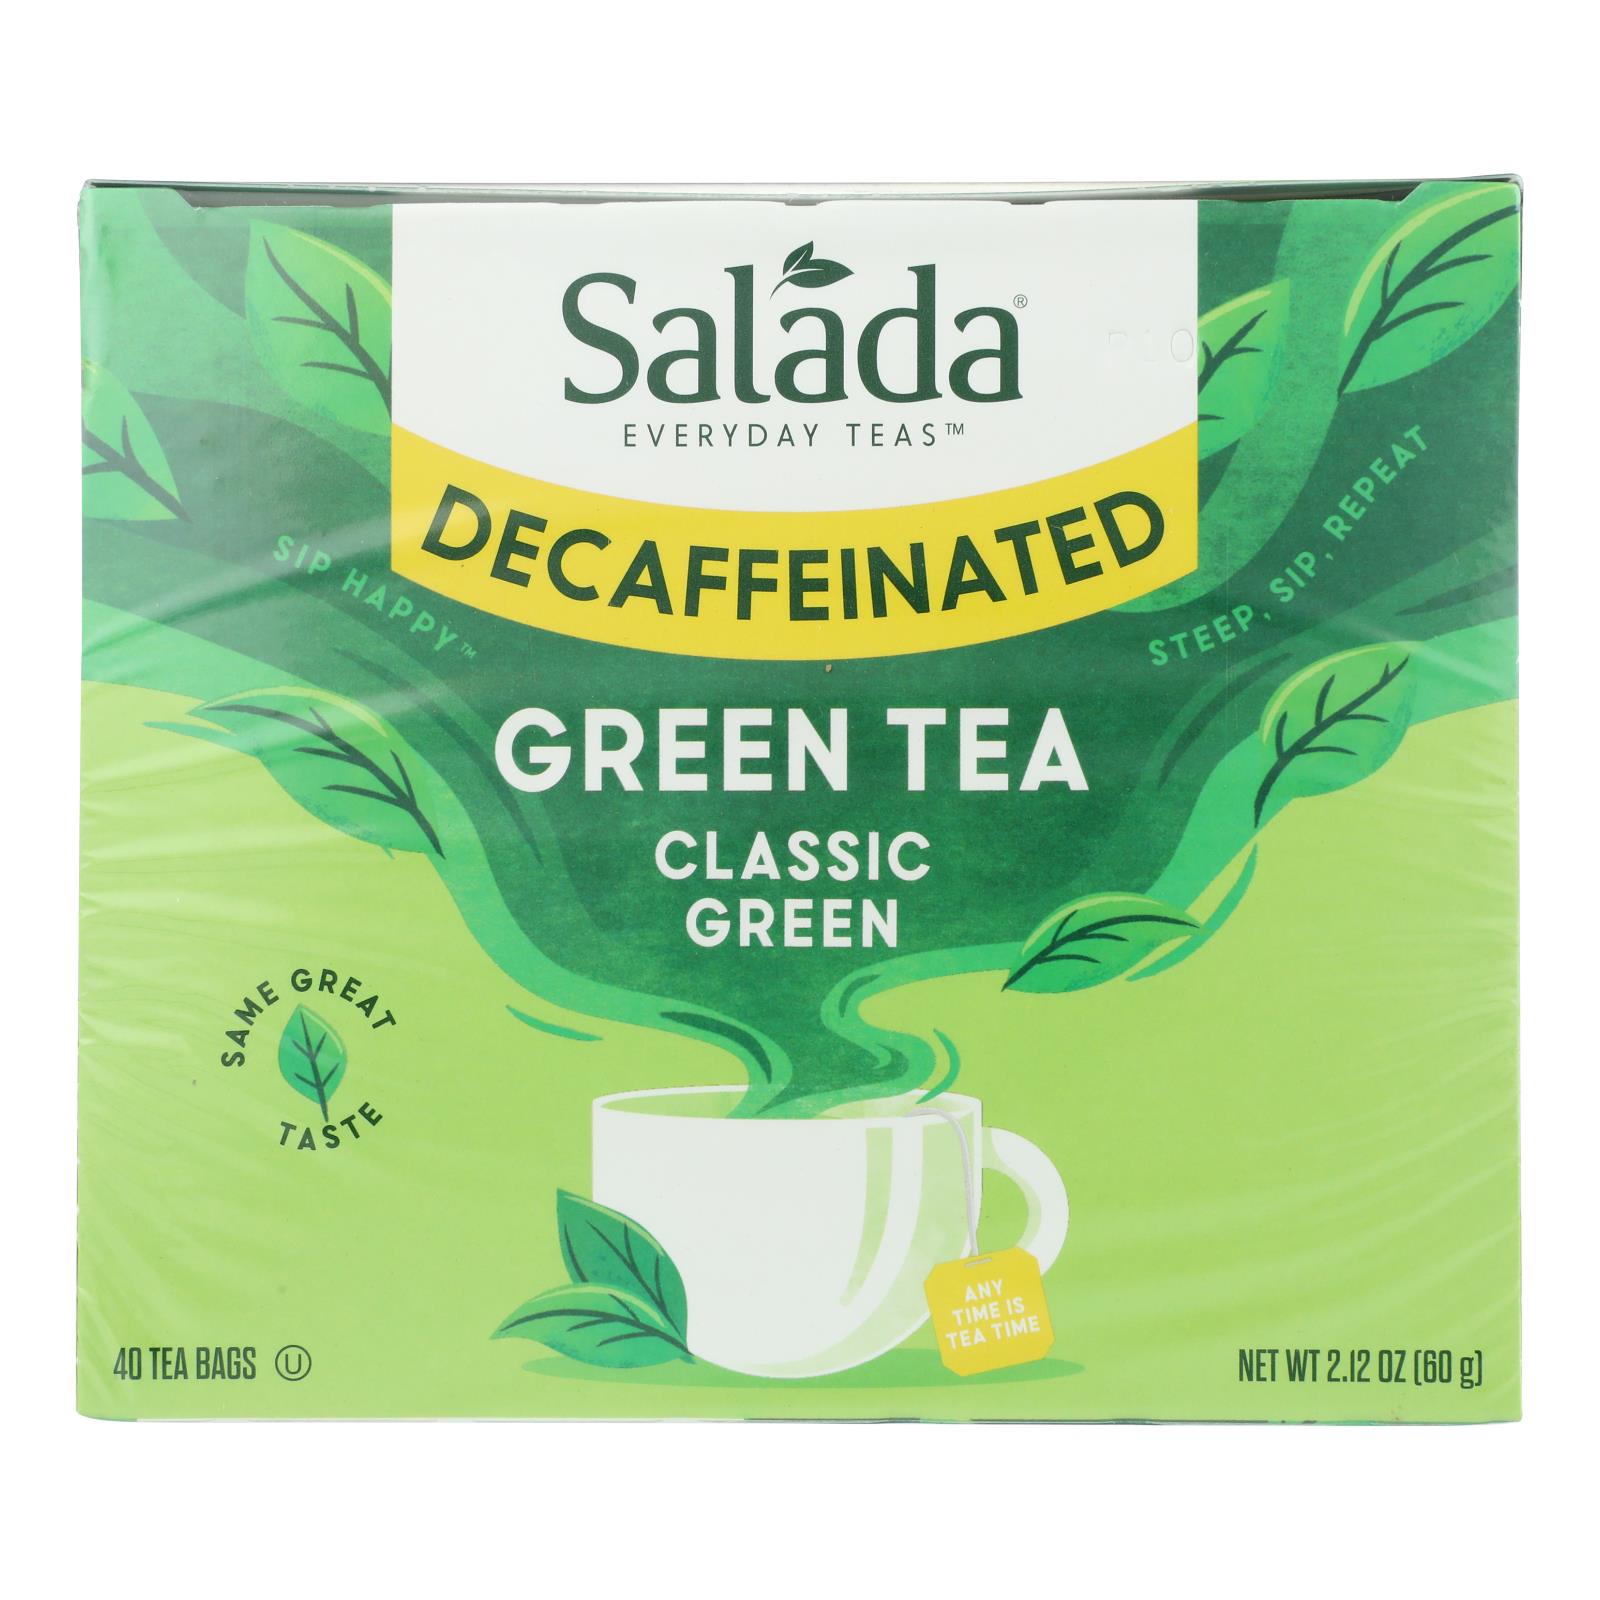 Salada®
EVERYDAY TEAS™
DECAFFEINATED
SIP HAPPY™
STEEP, SIP, REPEAT
GREEN TEA
CLASSIC
GREEN
SAME GREAT
TASTE
ANY
TIME IS
TEA TIME
40 TEA BAGS U
NET WT 2.12 OZ (60 g)